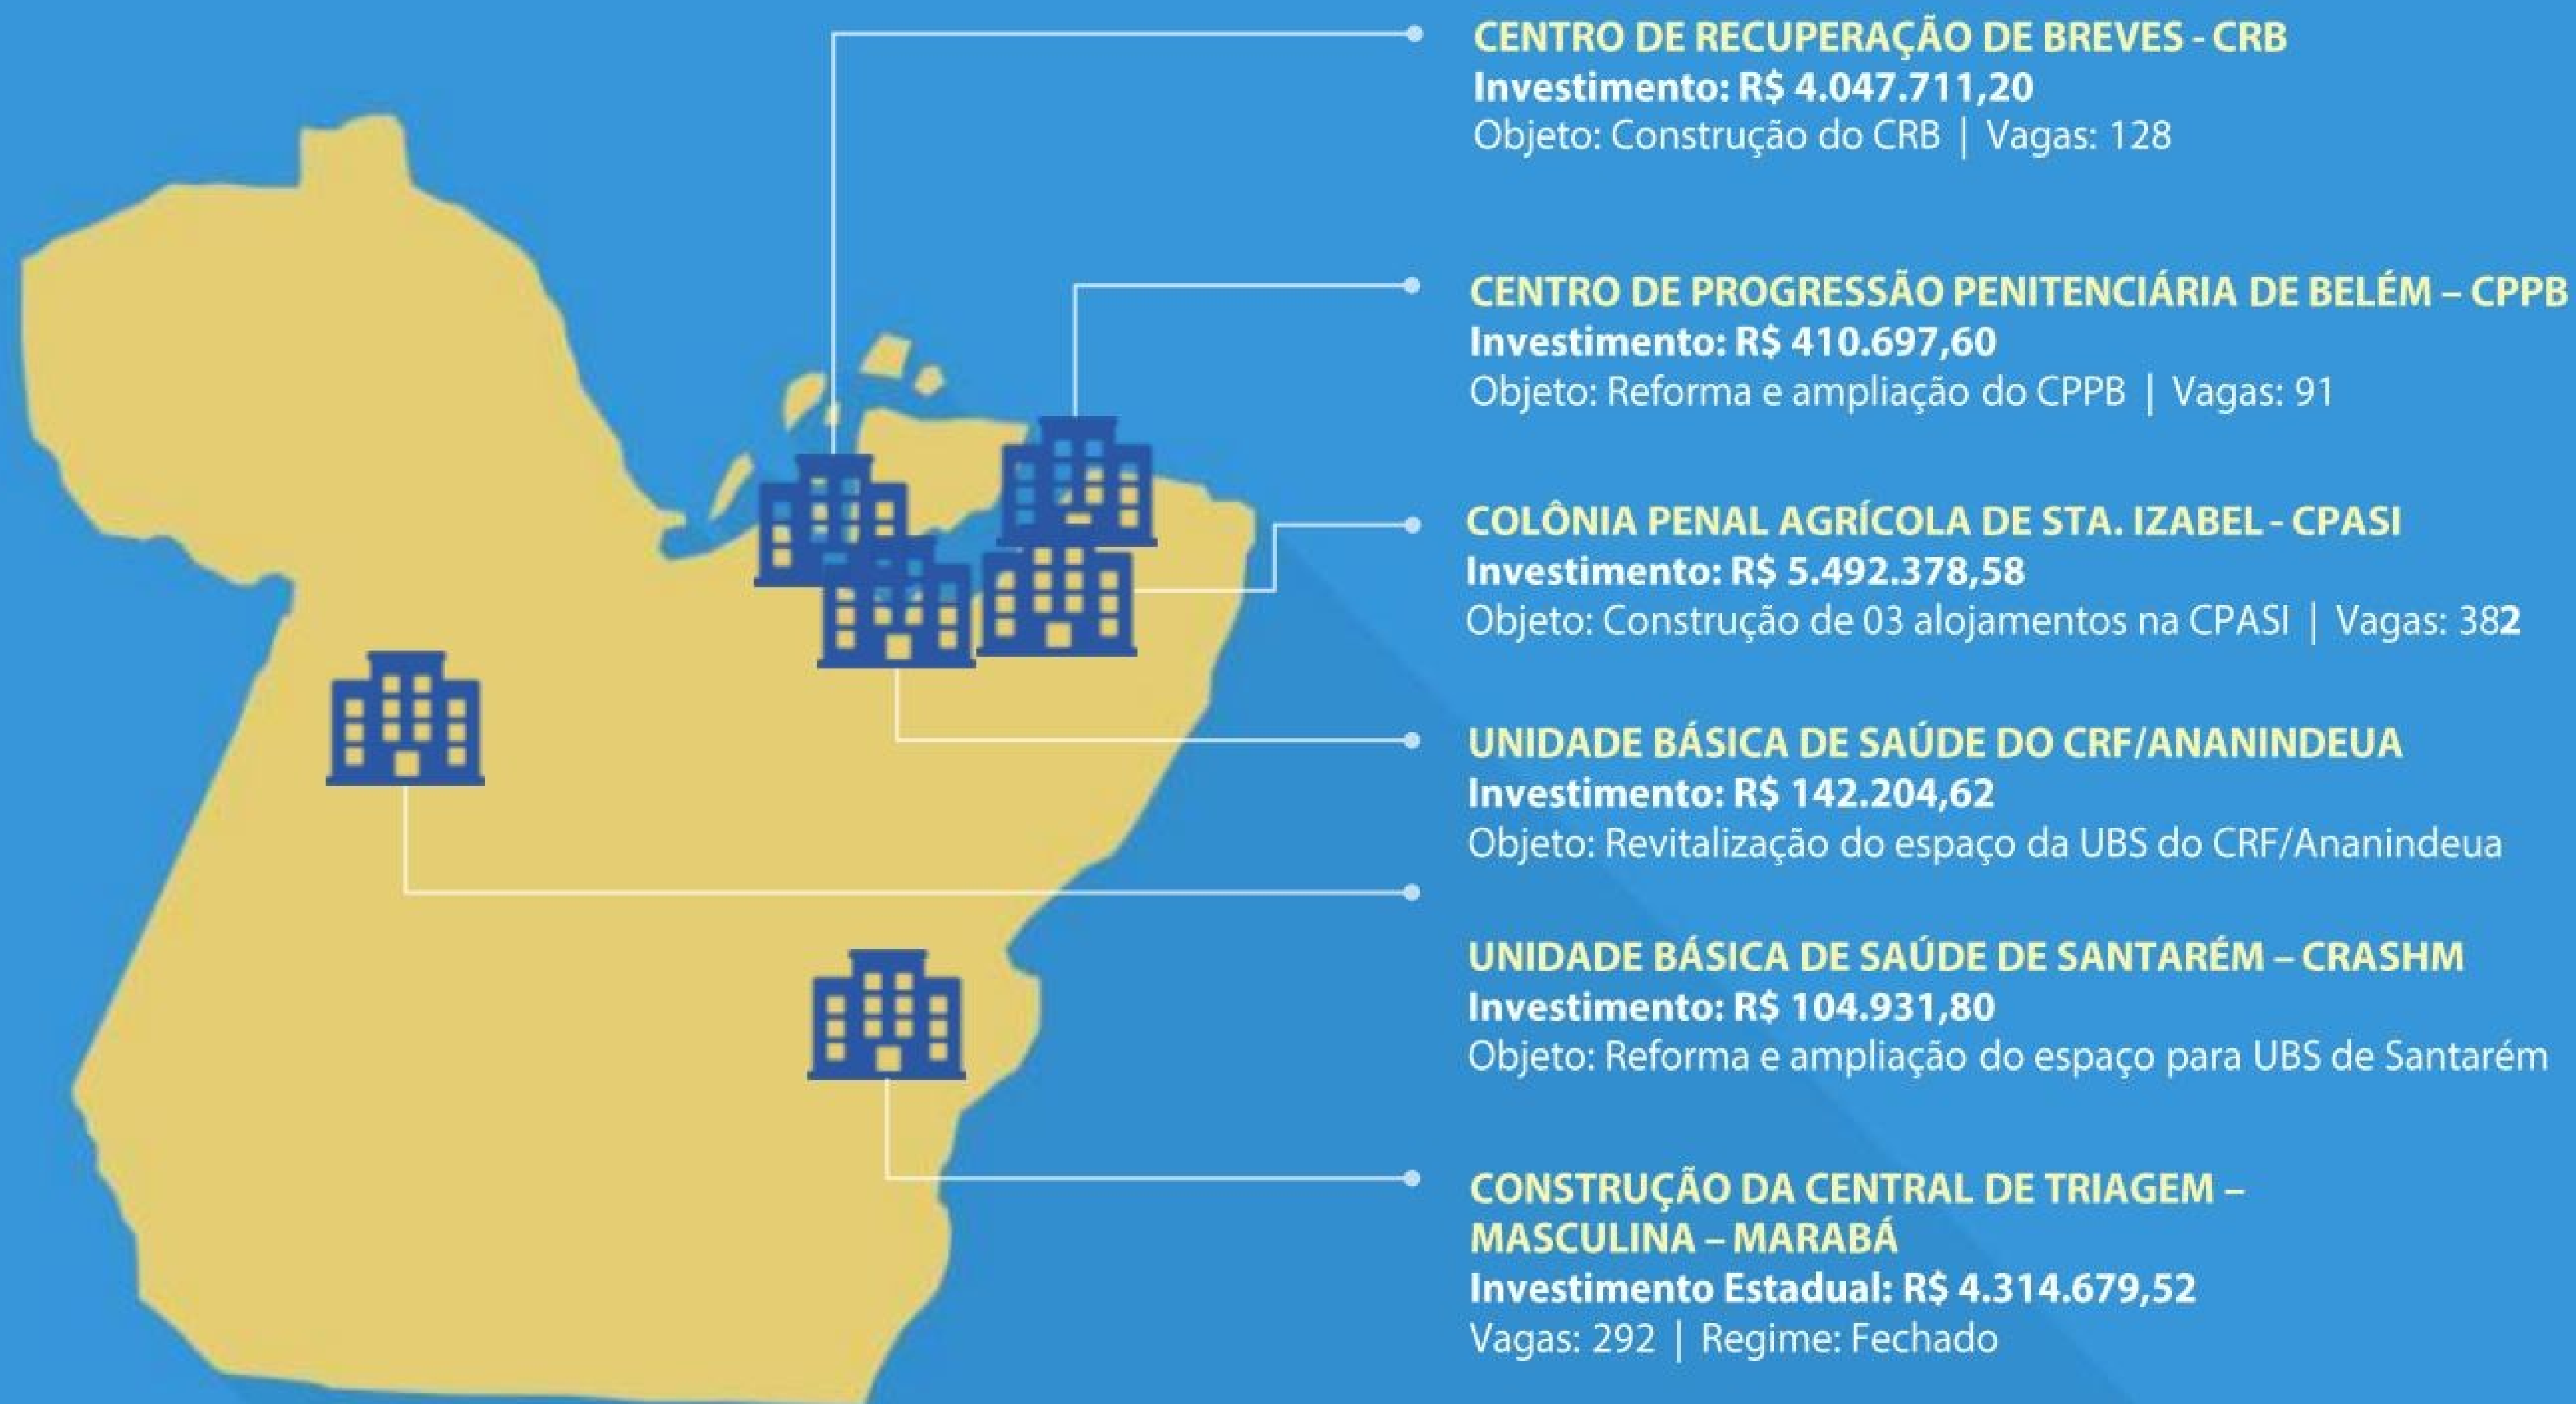 CENTRO DE RECUPERAÇÃO DE BREVES - CRB
Investimento: R$ 4.047.711,20
Objeto: Construção do CRB | Vagas: 128
CENTRO DE PROGRESSÃO PENITENCIÁRIA DE BELÉM – CPPB
Investimento: R$ 410.697,60
Objeto: Reforma e ampliação do CPPB | Vagas: 91
COLÔNIA PENAL AGRÍCOLA DE STA. IZABEL - CPASI
Investimento: R$ 5.492.378,58
Objeto: Construção de 03 alojamentos na CPASI | Vagas: 382
UNIDADE BÁSICA DE SAÚDE DO CRF/ANANINDEUA
Investimento: R$ 142.204,62
Objeto: Revitalização do espaço da UBS do CRF/Ananindeua
UNIDADE BÁSICA DE SAÚDE DE SANTARÉM – CRASHM
Investimento: R$ 104.931,80
Objeto: Reforma e ampliação do espaço para UBS de Santarém
CONSTRUÇÃO DA CENTRAL DE TRIAGEM –
MASCULINA – MARABÁ
Investimento Estadual: R$ 4.314.679,52
Vagas: 292 | Regime: Fechado